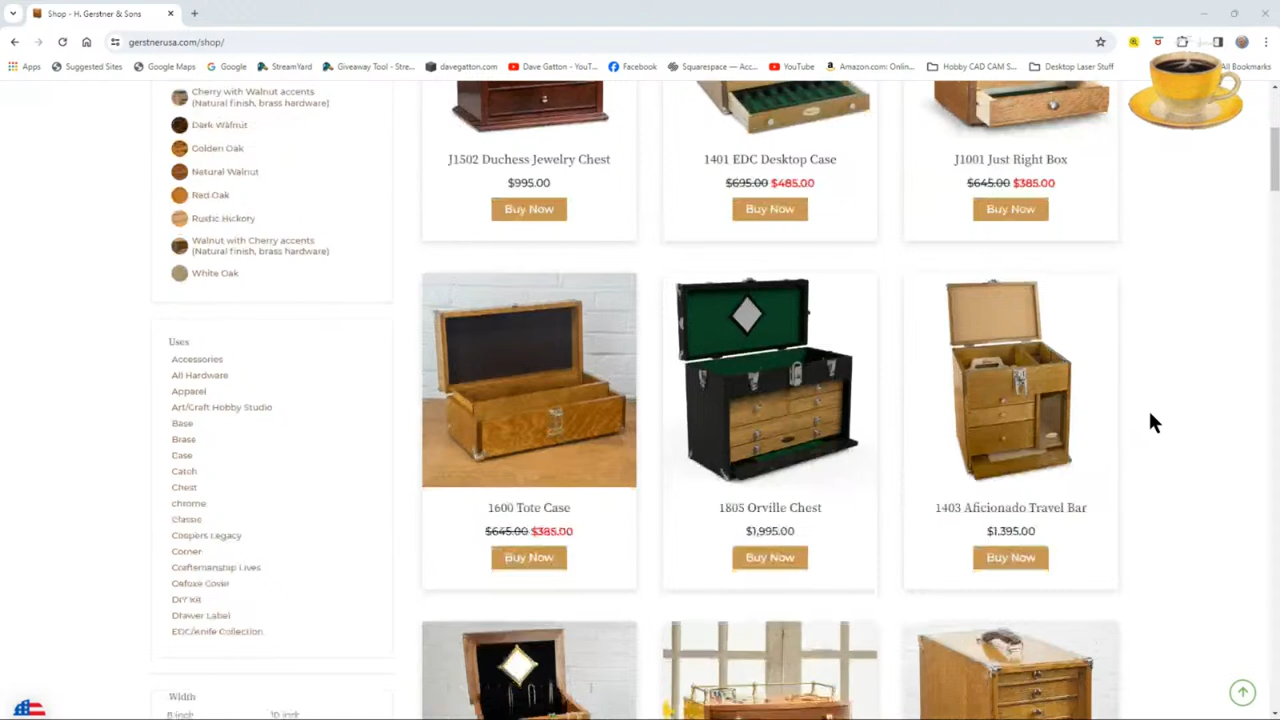 Shop - H. Gerstner & Sons
gerstnerusa.com/shop/
Apps
Suggested Sites
Google Maps
Google
StreamYard
Giveaway Tool - Stre...
davegatton.com
Dave Gatton - YouT...
Facebook
Squarespace — Acc...
YouTube
Amazon.com: Onlin...
Hobby CAD CAM S...
Desktop Laser Stuff
All Bookmarks
Cherry with Walnut accents
(Natural finish, brass hardware)
Dark Walnut
Golden Oak
Natural Walnut
Red Oak
Rustic Hickory
Walnut with Cherry accents
(Natural finish, brass hardware)
White Oak
Uses
Accessories
All Hardware
Apparel
Art/Craft Hobby Studio
Base
Brass
Case
Catch
Chest
chrome
Classic
Coopers Legacy
Corner
Craftsmanship Lives
Deluxe Cover
DIY Kit
Drawer Label
EDC/Knife Collection
Width
8 inch
10 inch
J1502 Duchess Jewelry Chest
$995.00
Buy Now
1401 EDC Desktop Case
$695.00 $485.00
Buy Now
J1001 Just Right Box
$645.00 $385.00
Buy Now
1600 Tote Case
$645.00 $385.00
Buy Now
1805 Orville Chest
$1,995.00
Buy Now
1403 Aficionado Travel Bar
$1,395.00
Buy Now